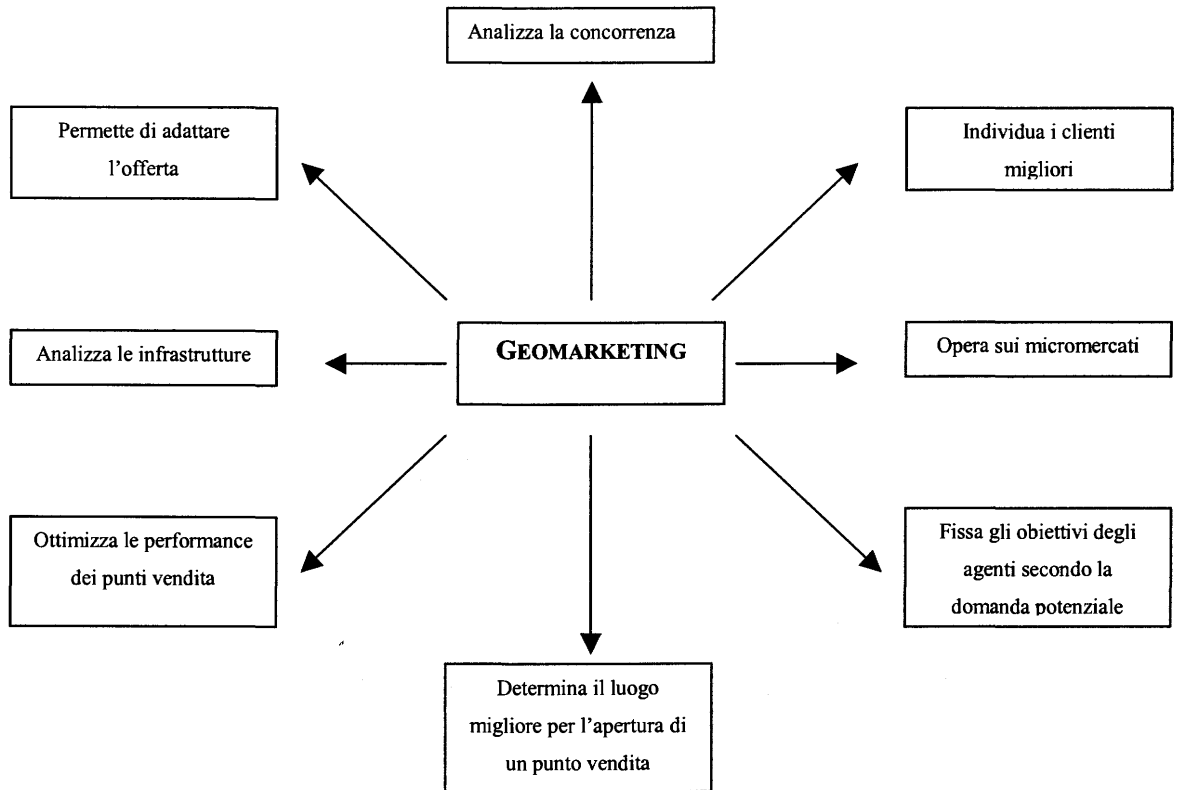 Analizza la concorrenza
Permette di adattare
l'offerta
Individua i clienti
migliori
Analizza le infrastrutture
GEOMARKETING
Opera sui micromercati
Ottimizza le performance
dei punti vendita
Fissa gli obiettivi degli
agenti secondo la
domanda potenziale
Determina il luogo
migliore per l'apertura di
un punto vendita